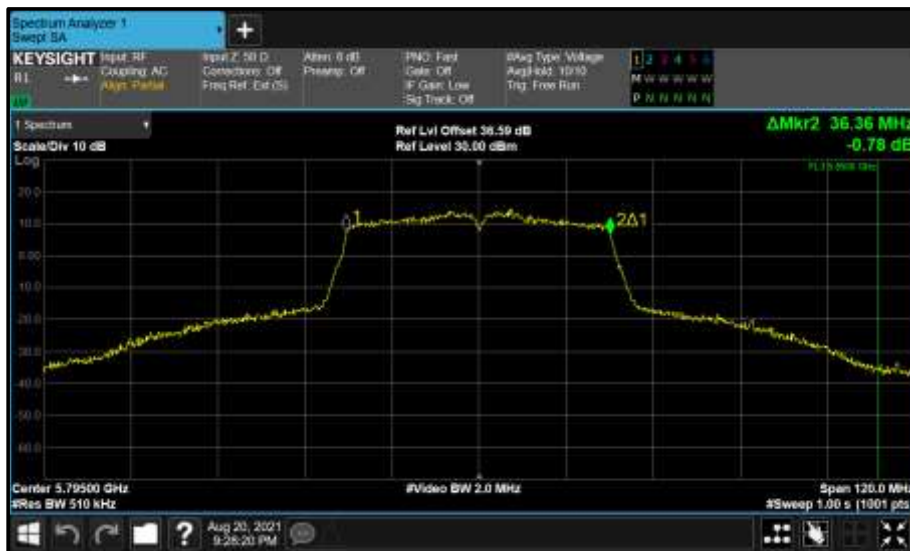 Spectrum Analyzer 1
Swept SA
+
KEYSIGHT
Input: RF
Coupling: AC
Align: Partial
Input Z: 50 Ω
Corrections: Off
Freq Ref: Ext (S)
Atten: 6 dB
Preamp: Off
PNO: Fast
Gate: Off
IF Gain: Low
Sig Track: Off
#Avg Type: Voltage
Avg|Hold: 10/10
Trig: Free Run
1 2 3 4 5 6
M W W W W W
P N N N N N
1 Spectrum
Scale/Div 10 dB
Ref Lvl Offset 36.59 dB
Ref Level 30.00 dBm
ΔMkr2 36.36 MHz
-0.78 dB
Log
20.0
10.0
0.00
-10.0
-20.0
-30.0
-40.0
-50.0
-60.0
1
2Δ1
Center 5.79500 GHz
#Res BW 510 kHz
#Video BW 2.0 MHz
Span 120.0 MHz
#Sweep 1.00 s (1001 pts)
?
Aug 20, 2021
9:28:20 PM